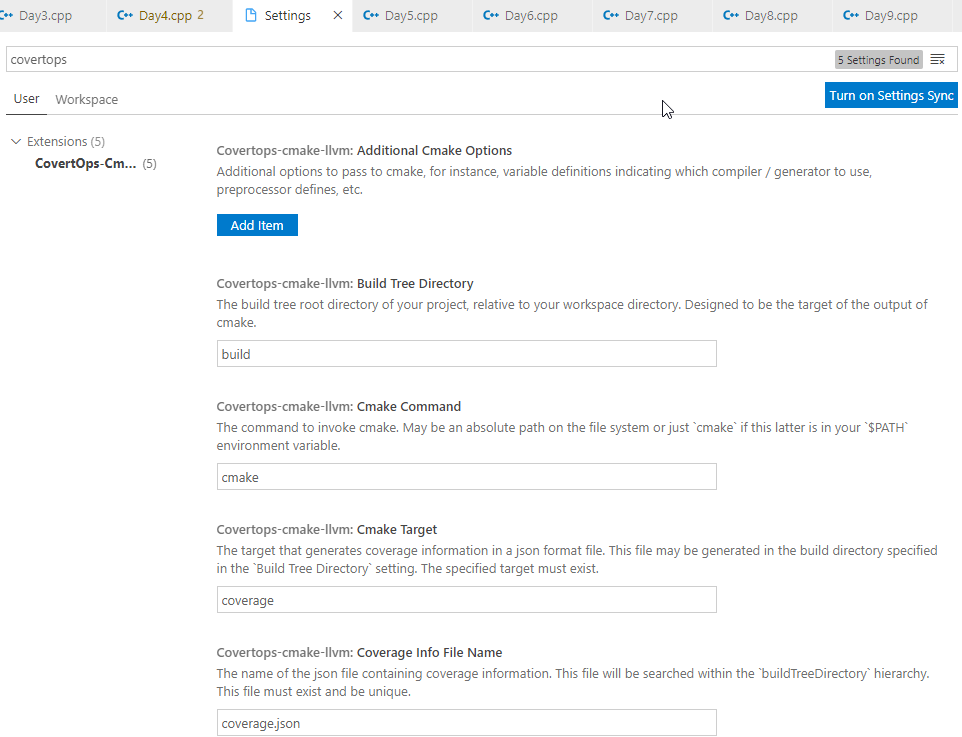 Day3.cpp
Day4.cpp 2
Settings
Day5.cpp
Day6.cpp
Day7.cpp
Day8.cpp
Day9.cpp
covertops
5 Settings Found
User
Workspace
Turn on Settings Sync
Extensions (5)
CovertOps-Cm... (5)
Covertops-cmake-llvm: Additional Cmake Options
Additional options to pass to cmake, for instance, variable definitions indicating which compiler / generator to use,
preprocessor defines, etc.
Add Item
Covertops-cmake-llvm: Build Tree Directory
The build tree root directory of your project, relative to your workspace directory. Designed to be the target of the output of
cmake.
build
Covertops-cmake-llvm: Cmake Command
The command to invoke cmake. May be an absolute path on the file system or just `cmake` if this latter is in your `$PATH`
environment variable.
cmake
Covertops-cmake-llvm: Cmake Target
The target that generates coverage information in a json format file. This file may be generated in the build directory specified
in the `Build Tree Directory` setting. The specified target must exist.
coverage
Covertops-cmake-llvm: Coverage Info File Name
The name of the json file containing coverage information. This file will be searched within the `buildTreeDirectory` hierarchy.
This file must exist and be unique.
coverage.json